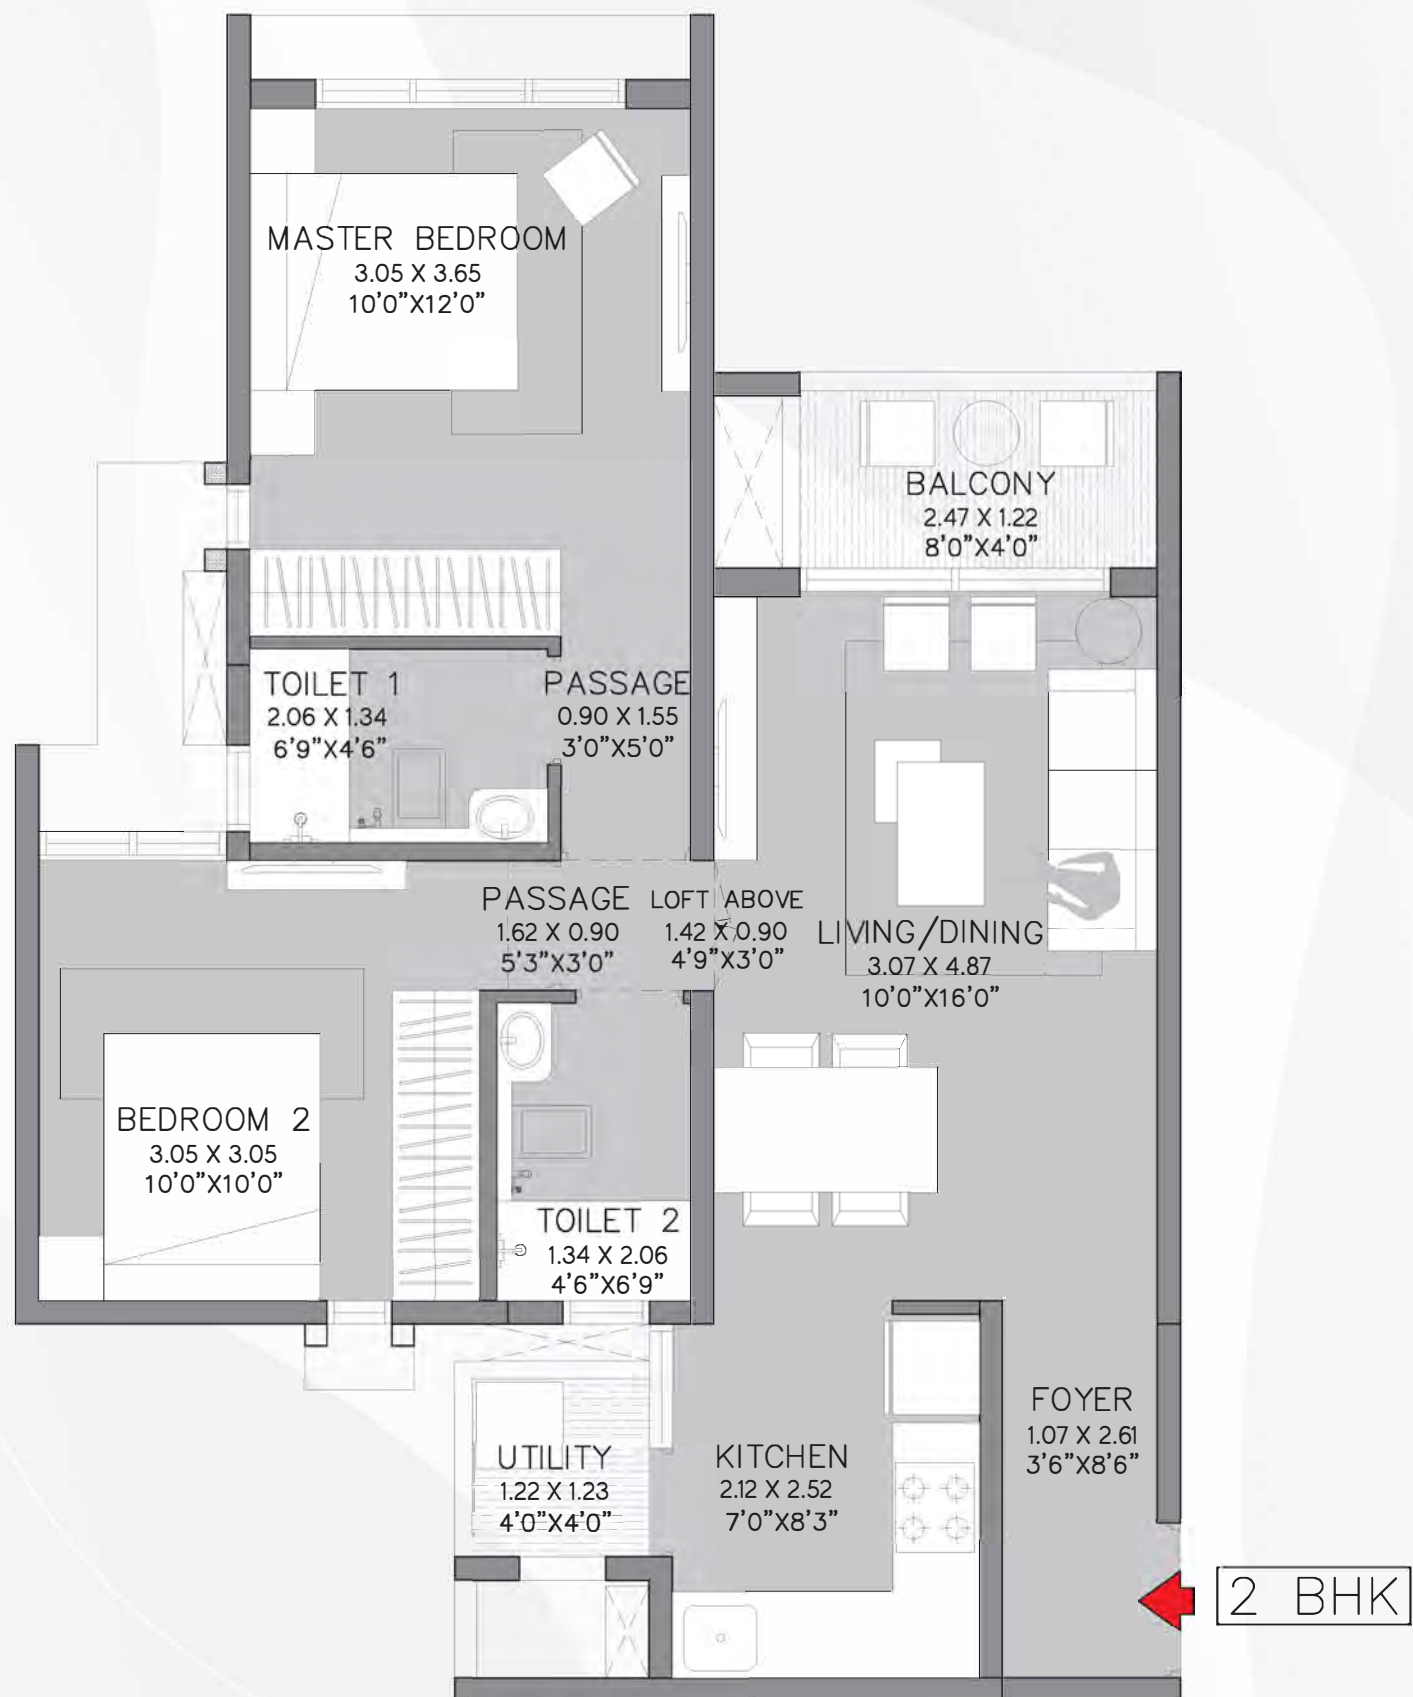 MASTER BEDROOM
3.05 X 3.65
10'0"X12'0"
BALCONY
2.47 X 1.22
8'0"X4'0"
TOILET 1
2.06 X 1.34
6'9"X4'6"
PASSAGE
0.90 X 1.55
3'0"X5'0"
PASSAGE
1.62 X 0.90
5'3"X3'0"
LOFT ABOVE
1.42 X 0.90
4'9"X3'0"
LIVING/DINING
3.07 X 4.87
10'0"X16'0"
BEDROOM 2
3.05 X 3.05
10'0"X10'0"
TOILET 2
1.34 X 2.06
4'6"X6'9"
UTILITY
1.22 X 1.23
4'0"X4'0"
KITCHEN
2.12 X 2.52
7'0"X8'3"
FOYER
1.07 X 2.61
3'6"X8'6"
2 BHK